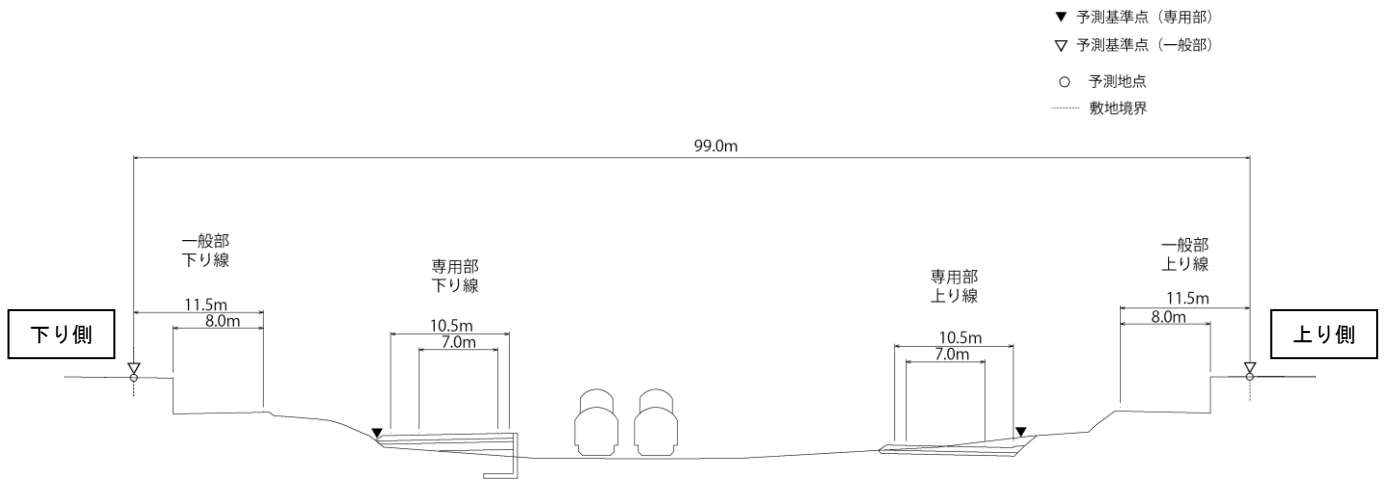 ▼ 予測基準点（専用部）
▽ 予測基準点（一般部）
○ 予測地点
敷地境界
99.0m
一般部
下り線
専用部
下り線
専用部
上り線
一般部
上り線
11.5m
8.0m
10.5m
7.0m
10.5m
7.0m
11.5m
8.0m
下り側
上り側